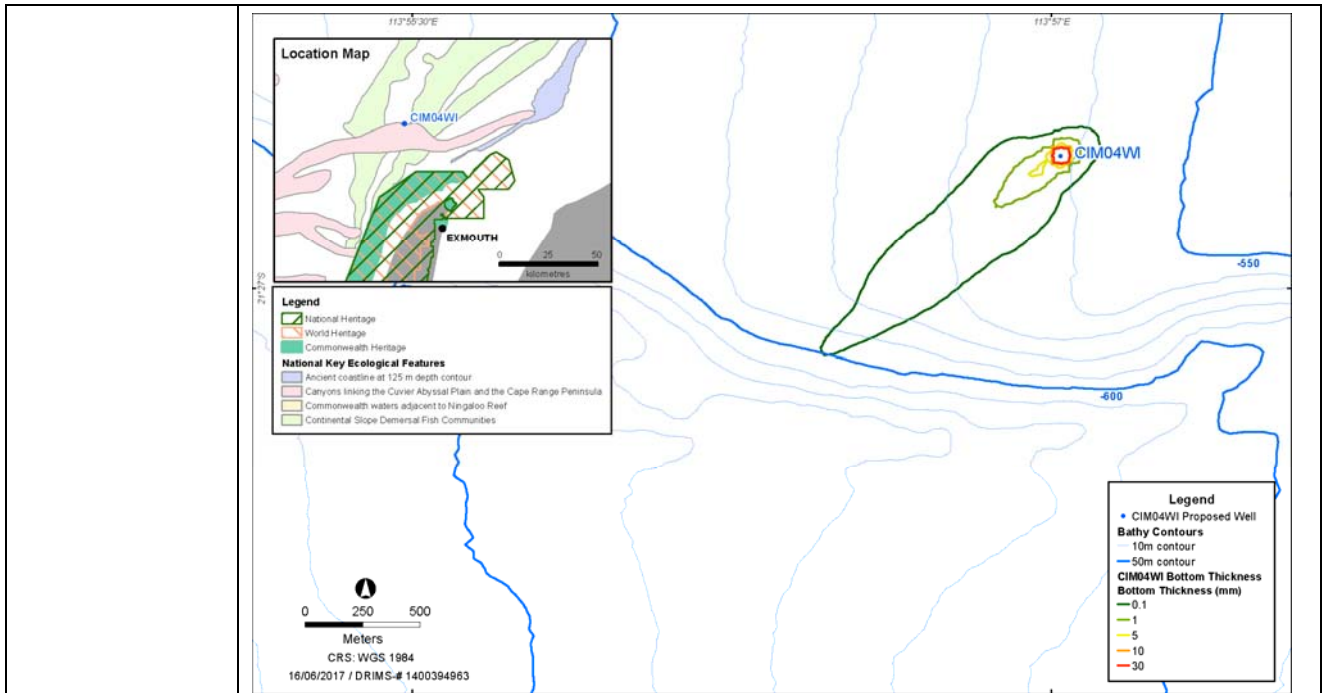 113°55'30"E
113°57'E
Location Map
CIM04WI
EXMOUTH
0 25 50
kilometres
CIM04WI
21°27'S
-550
-600
Legend
National Heritage
World Heritage
Commonwealth Heritage
National Key Ecological Features
Ancient coastline at 125 m depth contour
Canyons linking the Cuvier Abyssal Plain and the Cape Range Peninsula
Commonwealth waters adjacent to Ningaloo Reef
Continental Slope Demersal Fish Communities
0 250 500
Meters
CRS: WGS 1984
16/06/2017 / DRIMS-# 1400394963
Legend
CIM04WI Proposed Well
Bathy Contours
10m contour
50m contour
CIM04WI Bottom Thickness
Bottom Thickness (mm)
0.1
1
5
10
30